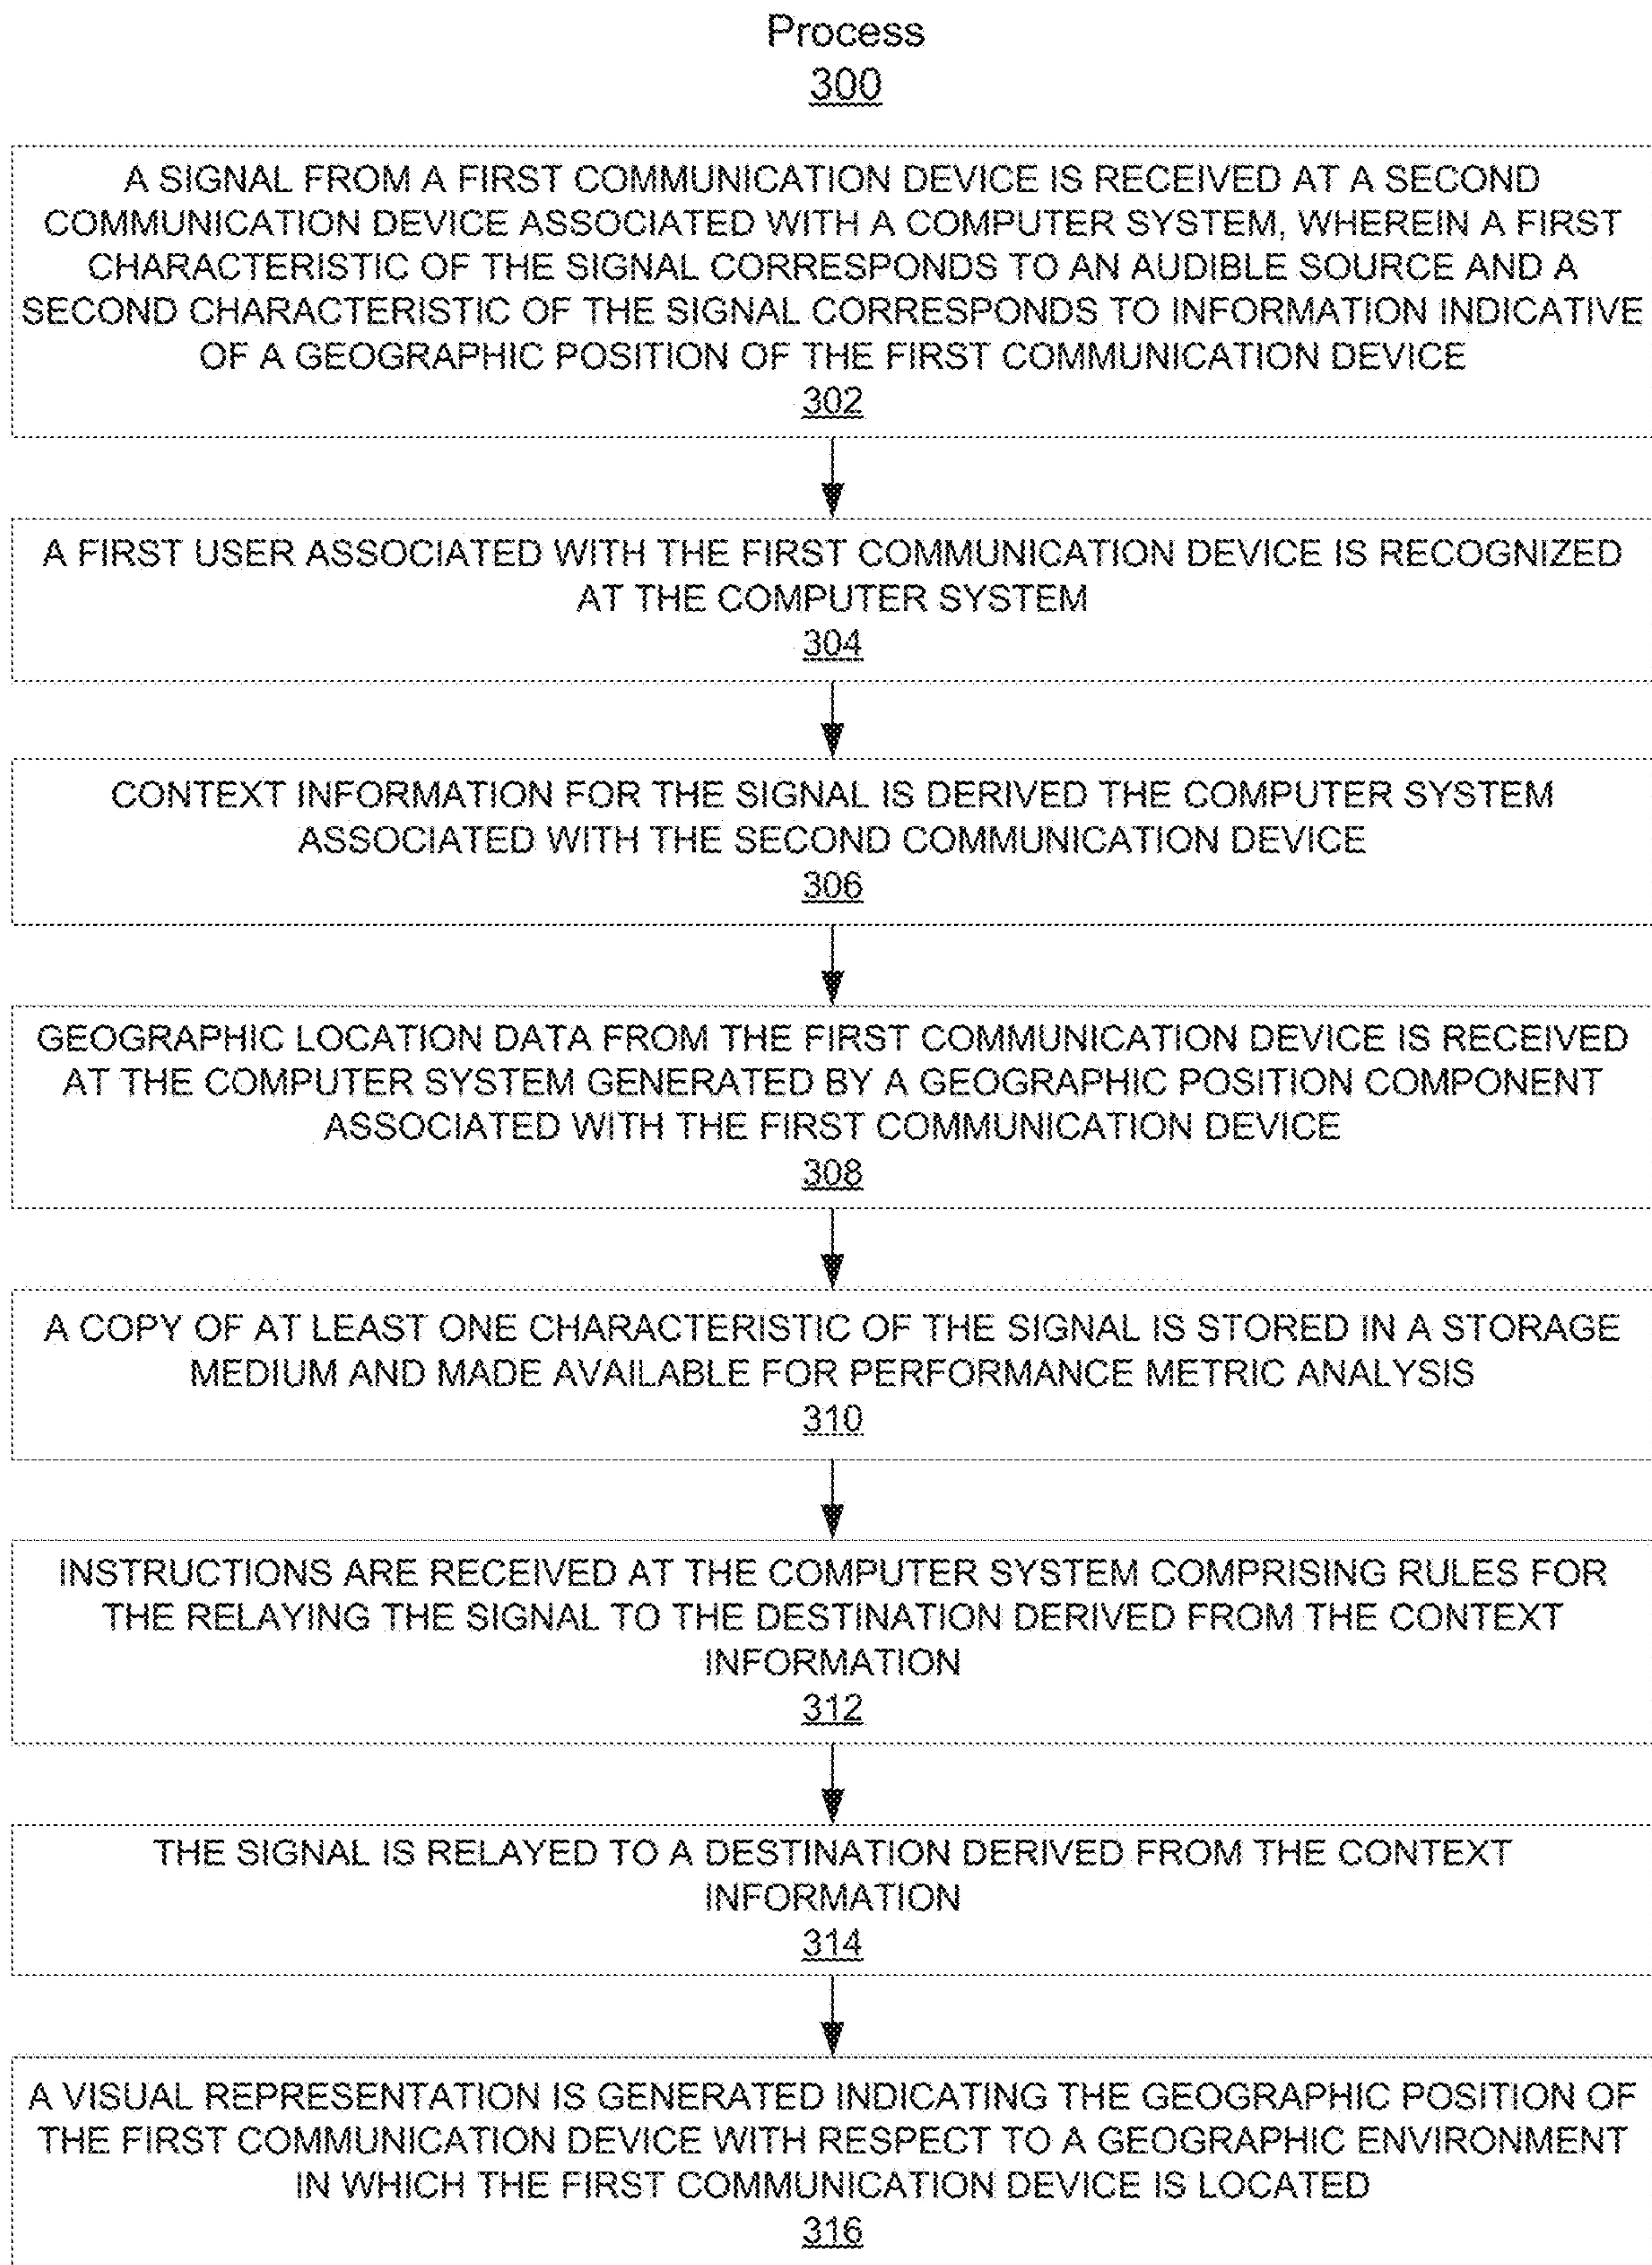 Process
300
A SIGNAL FROM A FIRST COMMUNICATION DEVICE IS RECEIVED AT A SECOND
COMMUNICATION DEVICE ASSOCIATED WITH A COMPUTER SYSTEM, WHEREIN A FIRST
CHARACTERISTIC OF THE SIGNAL CORRESPONDS TO AN AUDIBLE SOURCE AND A
SECOND CHARACTERISTIC OF THE SIGNAL CORRESPONDS TO INFORMATION INDICATIVE
OF A GEOGRAPHIC POSITION OF THE FIRST COMMUNICATION DEVICE
302
A FIRST USER ASSOCIATED WITH THE FIRST COMMUNICATION DEVICE IS RECOGNIZED
AT THE COMPUTER SYSTEM
304
CONTEXT INFORMATION FOR THE SIGNAL IS DERIVED THE COMPUTER SYSTEM
ASSOCIATED WITH THE SECOND COMMUNICATION DEVICE
306
GEOGRAPHIC LOCATION DATA FROM THE FIRST COMMUNICATION DEVICE IS RECEIVED
AT THE COMPUTER SYSTEM GENERATED BY A GEOGRAPHIC POSITION COMPONENT
ASSOCIATED WITH THE FIRST COMMUNICATION DEVICE
308
A COPY OF AT LEAST ONE CHARACTERISTIC OF THE SIGNAL IS STORED IN A STORAGE
MEDIUM AND MADE AVAILABLE FOR PERFORMANCE METRIC ANALYSIS
310
INSTRUCTIONS ARE RECEIVED AT THE COMPUTER SYSTEM COMPRISING RULES FOR
THE RELAYING THE SIGNAL TO THE DESTINATION DERIVED FROM THE CONTEXT
INFORMATION
312
THE SIGNAL IS RELAYED TO A DESTINATION DERIVED FROM THE CONTEXT
INFORMATION
314
A VISUAL REPRESENTATION IS GENERATED INDICATING THE GEOGRAPHIC POSITION OF
THE FIRST COMMUNICATION DEVICE WITH RESPECT TO A GEOGRAPHIC ENVIRONMENT
IN WHICH THE FIRST COMMUNICATION DEVICE IS LOCATED
316